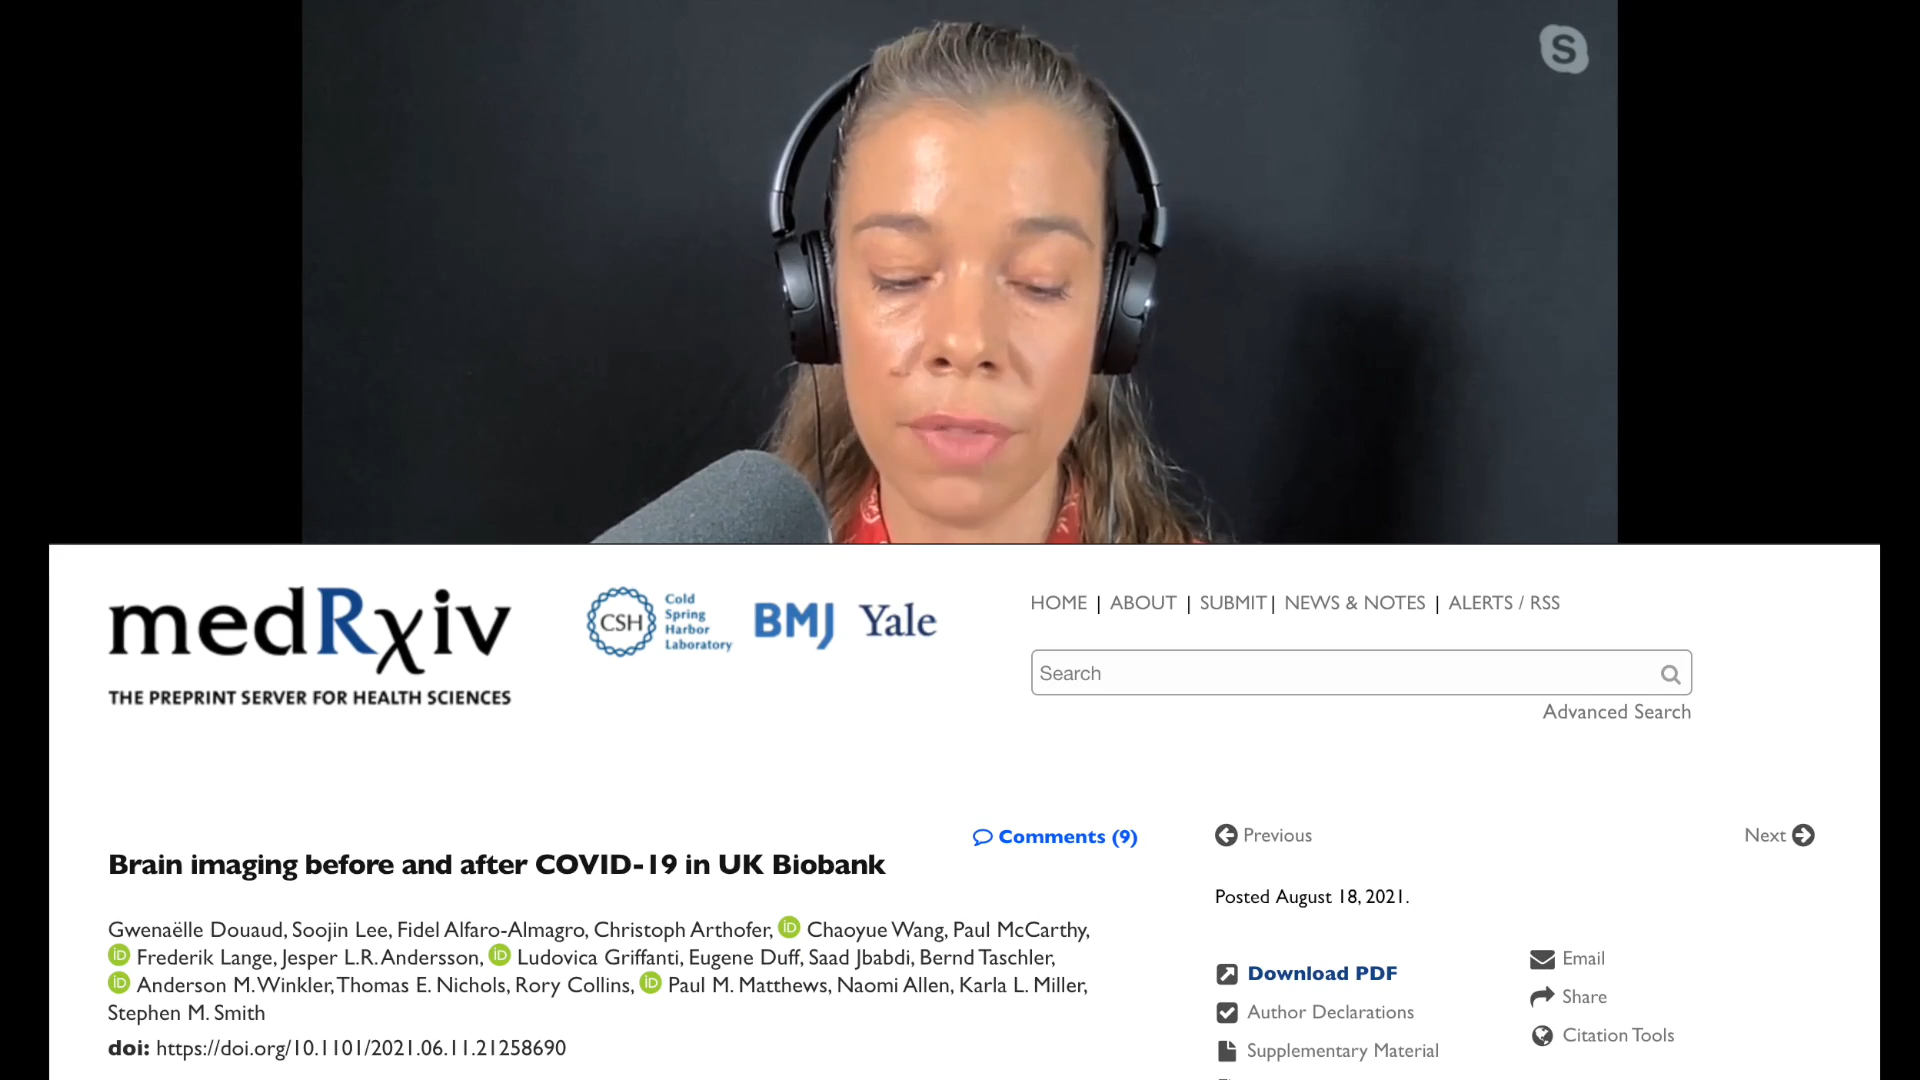 S
medRxiv
THE PREPRINT SERVER FOR HEALTH SCIENCES
CSH
Cold
Spring
Harbor
Laboratory
BMJ
Yale
HOME | ABOUT | SUBMIT | NEWS & NOTES | ALERTS / RSS
Search
Advanced Search
Comments (9)
Previous
Next
Brain imaging before and after COVID-19 in UK Biobank
Posted August 18, 2021.
Gwenaëlle Douaud, Soojin Lee, Fidel Alfaro-Almagro, Christoph Arthofer, iD Chaoyue Wang, Paul McCarthy,
iD Frederik Lange, Jesper L.R. Andersson, iD Ludovica Griffanti, Eugene Duff, Saad Jbabdi, Bernd Taschler,
iD Anderson M. Winkler, Thomas E. Nichols, Rory Collins, iD Paul M. Matthews, Naomi Allen, Karla L. Miller,
Stephen M. Smith
doi: https://doi.org/10.1101/2021.06.11.21258690
Download PDF
Author Declarations
Supplementary Material
Email
Share
Citation Tools